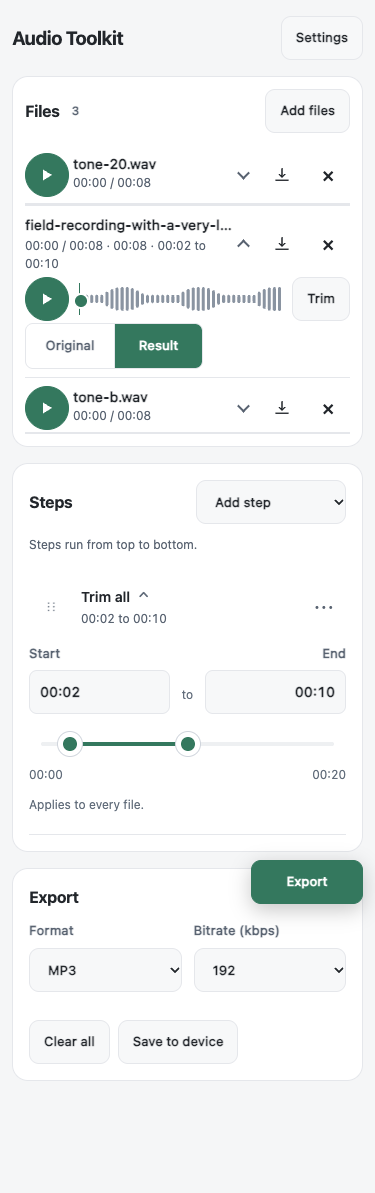 Audio Toolkit
Settings
Files 3
Add files
tone-20.wav
00:00 / 00:08
field-recording-with-a-very-l...
00:00 / 00:08 · 00:08 · 00:02 to
00:10
Trim
Original
Result
tone-b.wav
00:00 / 00:08
Steps
Add step
Steps run from top to bottom.
Trim all
00:02 to 00:10
Start
End
00:02
to
00:10
00:00
00:20
Applies to every file.
Export
Export
Format
Bitrate (kbps)
MP3
192
Clear all
Save to device